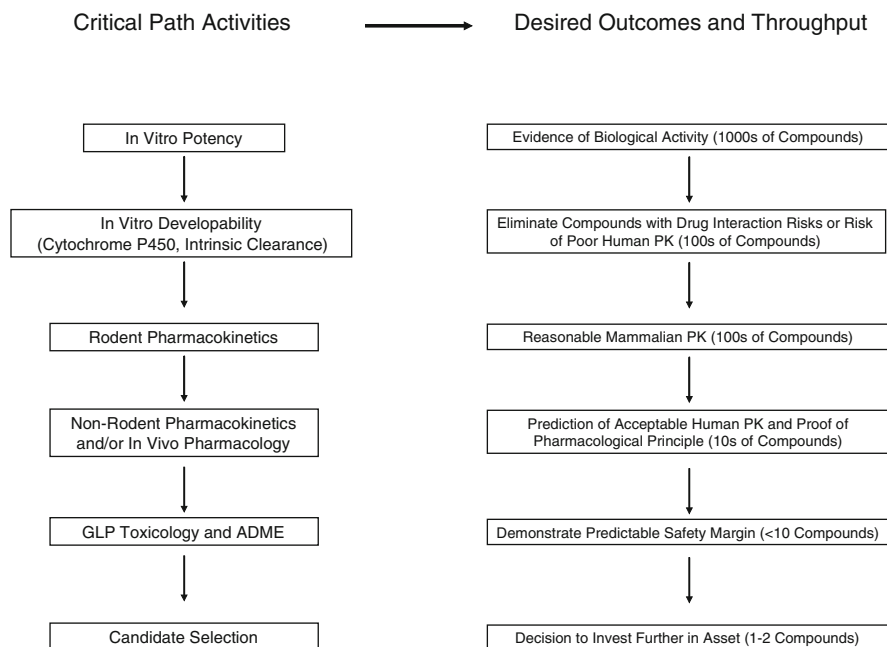 Critical Path Activities
Desired Outcomes and Throughput
In Vitro Potency
Evidence of Biological Activity (1000s of Compounds)
In Vitro Developability
(Cytochrome P450, Intrinsic Clearance)
Eliminate Compounds with Drug Interaction Risks or Risk
of Poor Human PK (100s of Compounds)
Rodent Pharmacokinetics
Reasonable Mammalian PK (100s of Compounds)
Non-Rodent Pharmacokinetics
and/or In Vivo Pharmacology
Prediction of Acceptable Human PK and Proof of
Pharmacological Principle (10s of Compounds)
GLP Toxicology and ADME
Demonstrate Predictable Safety Margin (<10 Compounds)
Candidate Selection
Decision to Invest Further in Asset (1-2 Compounds)